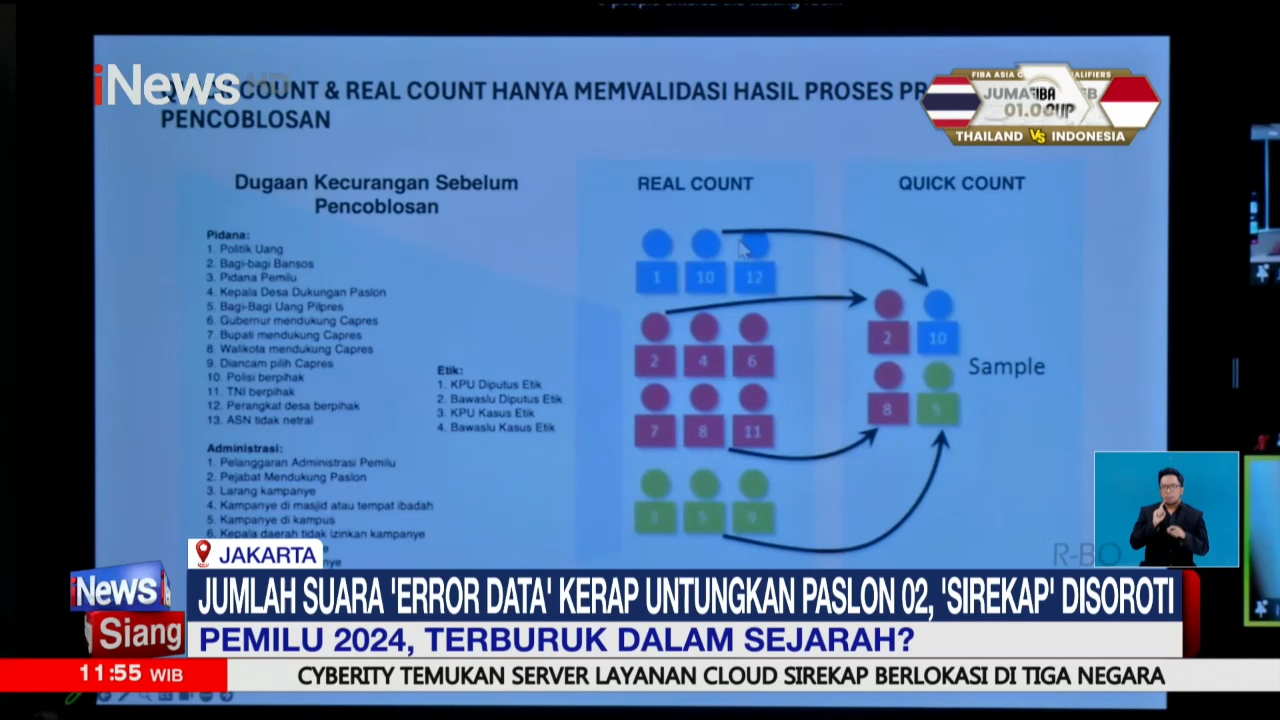 iNews
COUNT & REAL COUNT HANYA MEMVALIDASI HASIL PROSES
PENCOBLOSAN
FIBA ASIA
THAILAND VS INDONESIA
Dugaan Kecurangan Sebelum
Pencoblosan
Pidana:
1. Politik Uang
2. Bagi-bagi Bansos
3. Pidana Pemilu
4. Kepala Desa Dukungan Paslon
5. Bagi-Bagi Uang Pilpres
6. Gubernur mendukung Capres
7. Bupati mendukung Capres
8. Walikota mendukung Capres
9. Diancam pilih Capres
10. Polisi berpihak
11. TNI berpihak
12. Perangkat desa berpihak
13. ASN tidak netral
Etik:
1. KPU Diputus Etik
2. Bawaslu Diputus Etik
3. KPU Kasus Etik
4. Bawaslu Kasus Etik
Administrasi:
1. Pelanggaran Administrasi Pemilu
2. Pejabat Mendukung Paslon
3. Larang kampanye
4. Kampanye di masjid atau tempat ibadah
5. Kampanye di kampus
6. Kepala daerah tidak izinkan kampanye
REAL COUNT
1 10 12
2 4 6
7 8 11
3 5 9
QUICK COUNT
2 10
8 5
Sample
R-BO
JAKARTA
iNews
Siang
JUMLAH SUARA 'ERROR DATA' KERAP UNTUNGKAN PASLON 02, 'SIREKAP' DISOROTI
PEMILU 2024, TERBURUK DALAM SEJARAH?
11:55 WIB
CYBERITY TEMUKAN SERVER LAYANAN CLOUD SIREKAP BERLOKASI DI TIGA NEGARA